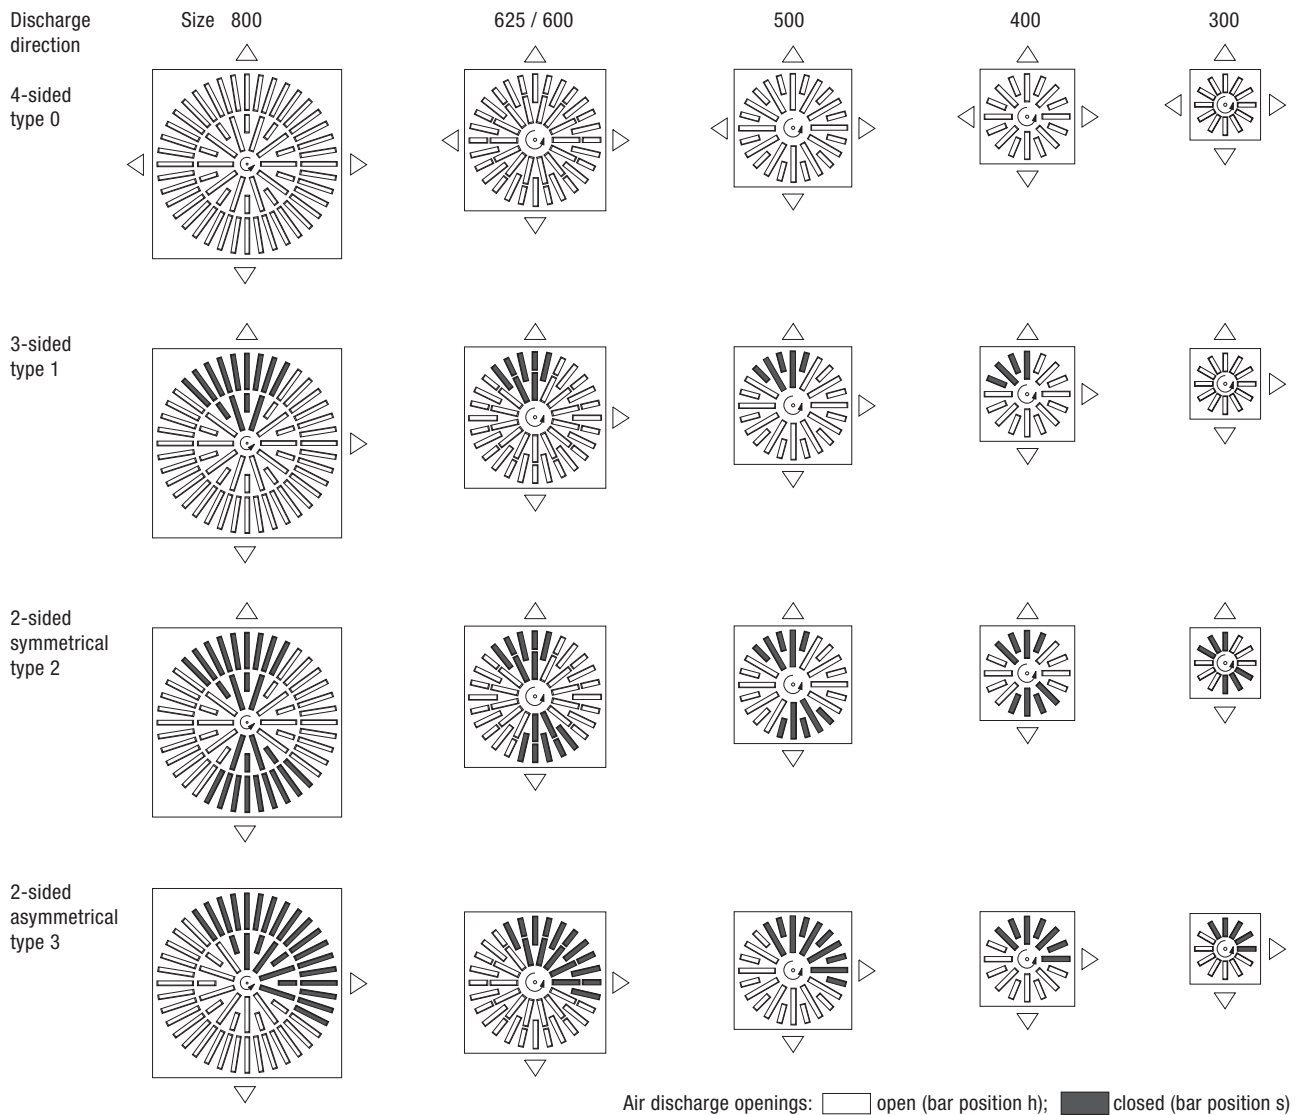 Discharge
direction
Size 800
625 / 600
500
400
300
4-sided
type 0
3-sided
type 1
2-sided
symmetrical
type 2
2-sided
asymmetrical
type 3
Air discharge openings: open (bar position h); closed (bar position s)